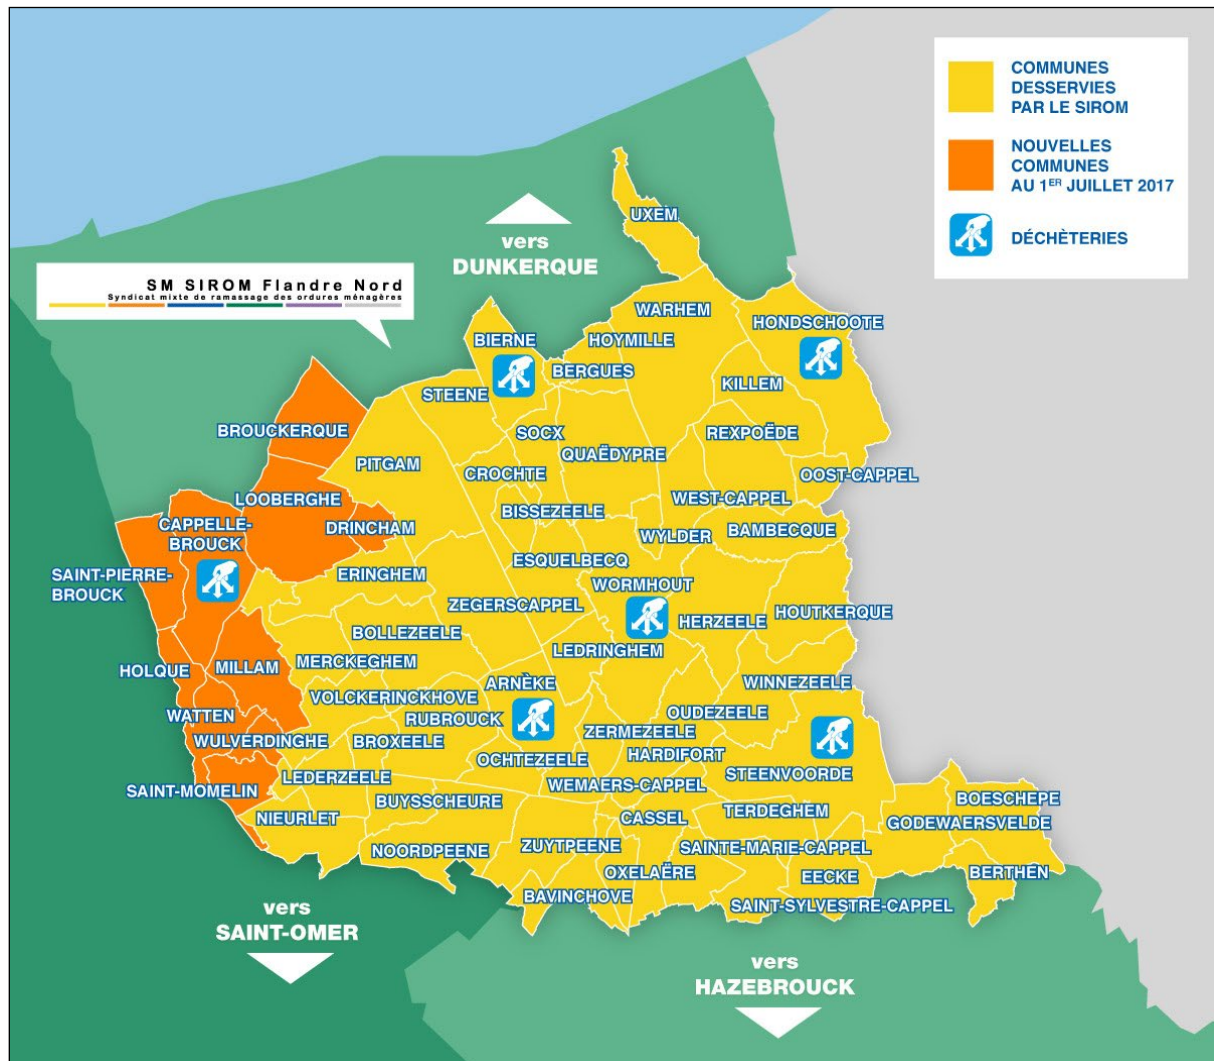 COMMUNES
DESSERVIES
PAR LE SIROM
NOUVELLES
COMMUNES
AU 1ER JUILLET 2017
DÉCHÈTERIES
SM SIROM Flandre Nord
Syndicat mixte de ramassage des ordures ménagères
vers
DUNKERQUE
UXEM
WARHEM
HONDSCHOOTE
BIERNE
HOYMILLE
BERGUES
KILLEM
STEENE
BROUCKERQUE
SOCX
REXPOËDE
QUAËDYPRE
PITGAM
CROCHTE
OOST-CAPPEL
LOOBERGHE
WEST-CAPPEL
BISSEZEELE
CAPPELLE-
BROUCK
DRINCHAM
WYLDER
BAMBECQUE
ESQUELBECQ
SAINT-PIERRE-
BROUCK
ERINGHEM
WORMHOUT
ZEGERSCAPPEL
HOUTKERQUE
HERZEELE
BOLLEZEELE
LEDRINGHEM
MERCKEGHEM
HOLQUE
MILLAM
ARNÈKE
WINNEZEELE
VOLCKERINCKHOVE
WATTEN
RUBROUCK
OUDEZEELE
ZERMEZEELE
WULVERDINGHE
BROXEELE
HARDIFORT
OCHTEZEELE
STEENVOORDE
LEDERZEELE
WEMAERS-CAPPEL
SAINT-MOMELIN
BUYSSCHEURE
BOESCHEPE
TERDEGHEM
NIEURLET
CASSEL
GODEWAERSVELDE
ZUYTPEENE
SAINTE-MARIE-CAPPEL
NOORDPEENE
OXELAËRE
BERTHEN
EECKE
BAVINCHOVE
SAINT-SYLVESTRE-CAPPEL
vers
SAINT-OMER
vers
HAZEBROUCK